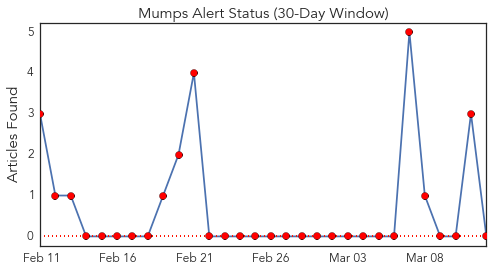 Mumps Alert Status (30-Day Window)
Articles Found
5
4
3
2
1
0
Feb 11 Feb 16 Feb 21 Feb 26 Mar 03 Mar 08